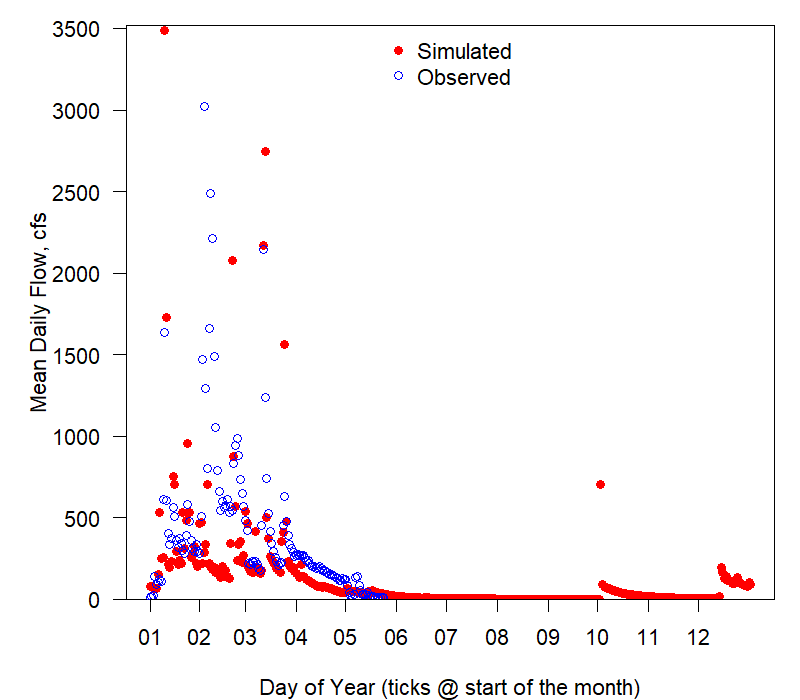 3500
Simulated
Observed
3000
2500
2000
1500
1000
500
0
Mean Daily Flow, cfs
01 02 03 04 05 06 07 08 09 10 11 12
Day of Year (ticks @ start of the month)